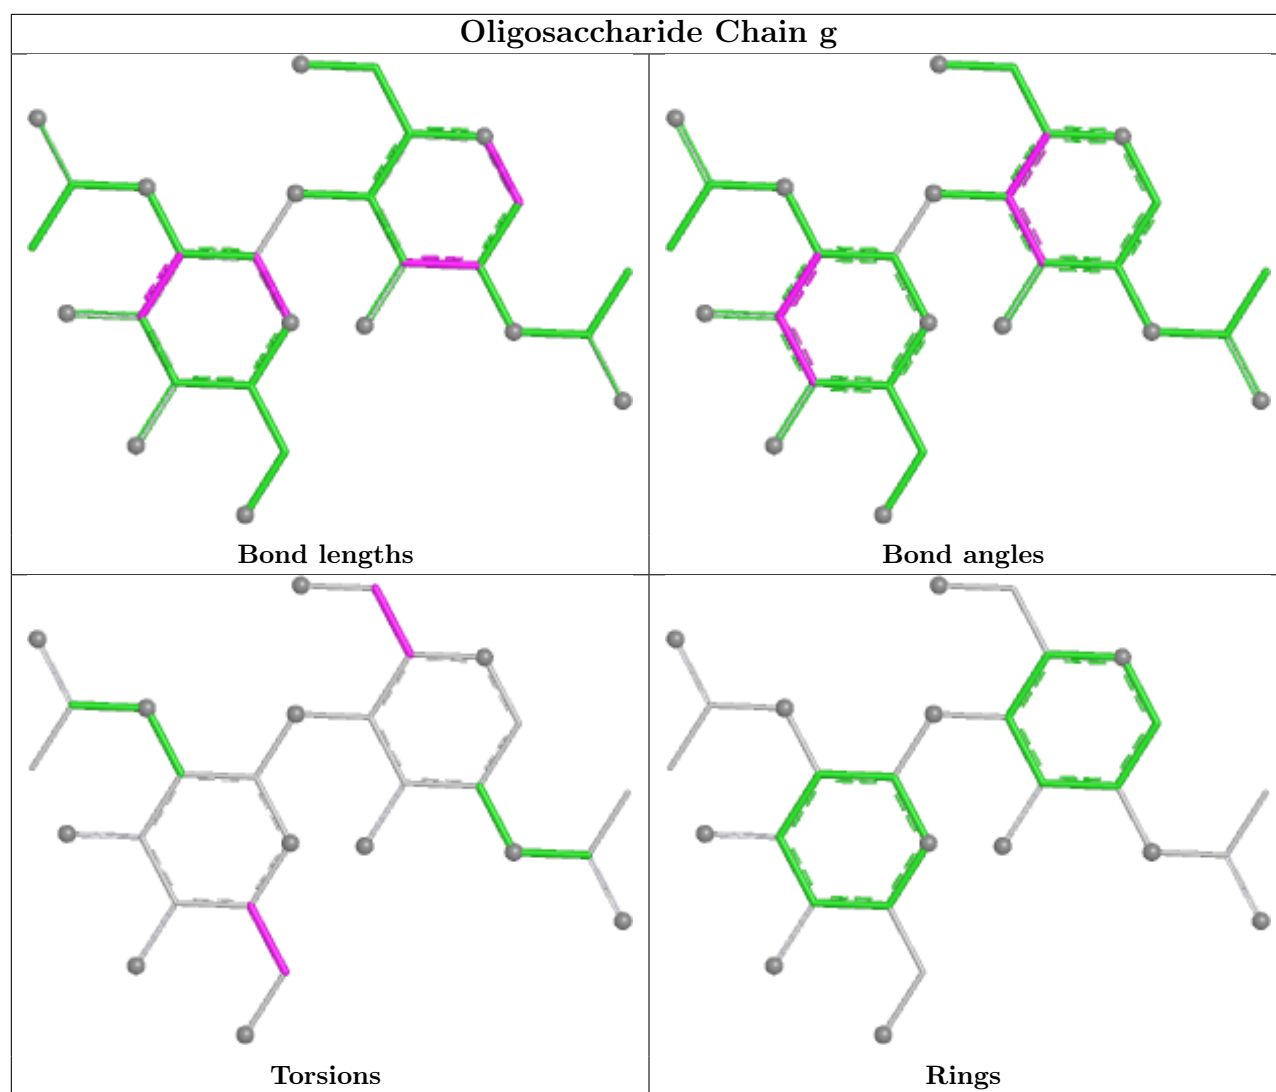 Oligosaccharide Chain g
Bond lengths
Bond angles
Torsions
Rings